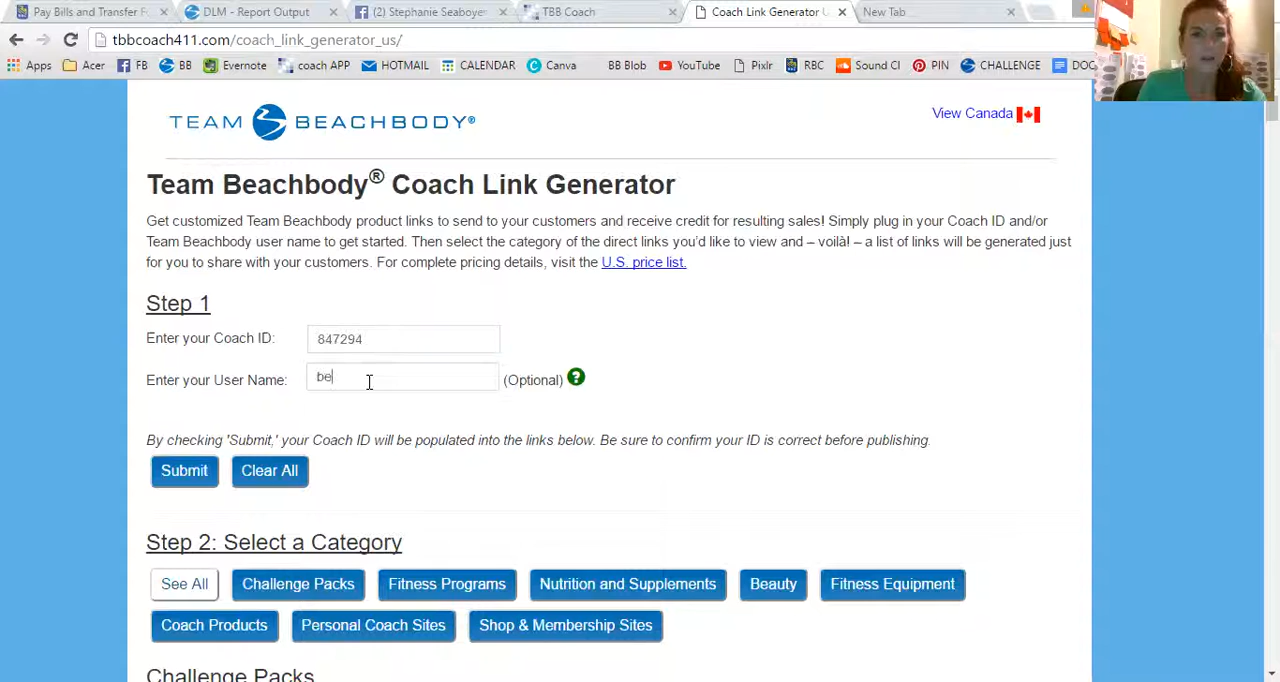 Pay Bills and Transfer F
DLM - Report Output
(2) Stephanie Seaboyer
TBB Coach
Coach Link Generator U
New Tab
tbbcoach411.com/coach_link_generator_us/
Apps
Acer
FB
BB
Evernote
coach APP
HOTMAIL
CALENDAR
Canva
BB Blob
YouTube
Pixlr
RBC
Sound Cl
PIN
CHALLENGE
DOC
TEAM BEACHBODY®
View Canada
Team Beachbody® Coach Link Generator
Get customized Team Beachbody product links to send to your customers and receive credit for resulting sales! Simply plug in your Coach ID and/or
Team Beachbody user name to get started. Then select the category of the direct links you'd like to view and – voilà! – a list of links will be generated just
for you to share with your customers. For complete pricing details, visit the U.S. price list.
Step 1
Enter your Coach ID: 847294
Enter your User Name: be (Optional) ?
By checking 'Submit,' your Coach ID will be populated into the links below. Be sure to confirm your ID is correct before publishing.
Submit Clear All
Step 2: Select a Category
See All Challenge Packs Fitness Programs Nutrition and Supplements Beauty Fitness Equipment
Coach Products Personal Coach Sites Shop & Membership Sites
Challenge Packs